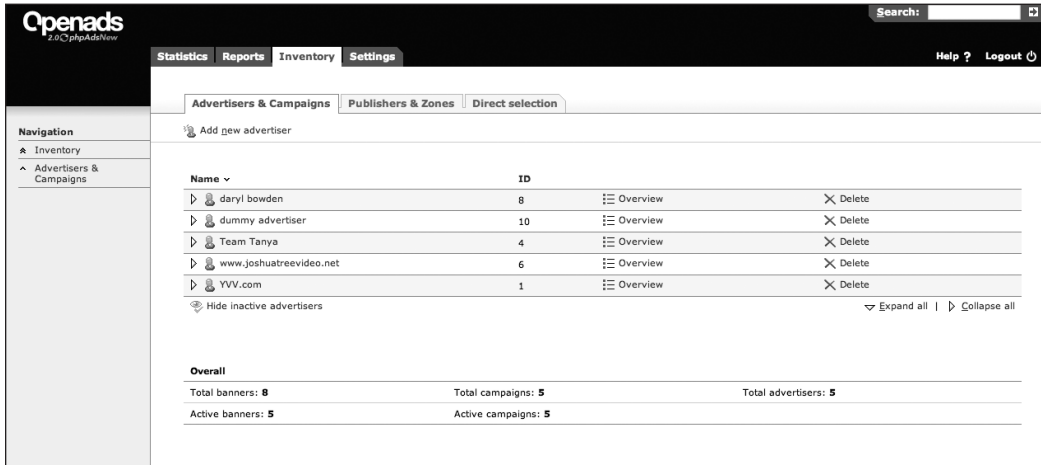 Openads
2.0 phpAdsNew
Search:
Statistics Reports Inventory Settings
Help ? Logout
Advertisers & Campaigns Publishers & Zones Direct selection
Navigation
Inventory
Advertisers &
Campaigns
Add new advertiser
Name ID
daryl bowden 8 Overview Delete
dummy advertiser 10 Overview Delete
Team Tanya 4 Overview Delete
www.joshuatreevideo.net 6 Overview Delete
YVV.com 1 Overview Delete
Hide inactive advertisers Expand all | Collapse all
Overall
Total banners: 8 Total campaigns: 5 Total advertisers: 5
Active banners: 5 Active campaigns: 5